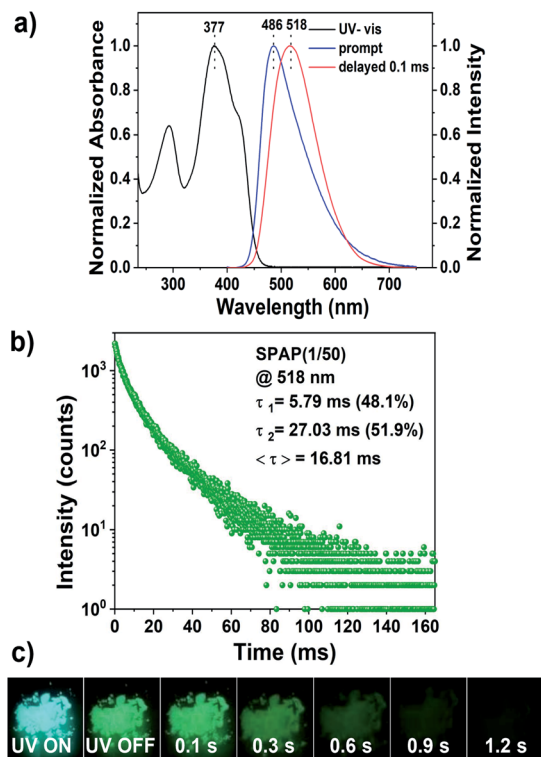 a)
377
486 518
UV- vis
prompt
delayed 0.1 ms
Normalized Absorbance
Normalized Intensity
1.0
0.8
0.6
0.4
0.2
0.0
1.0
0.8
0.6
0.4
0.2
0.0
300 400 500 600 700
Wavelength (nm)
b)
SPAP(1/50)
@ 518 nm
τ 1= 5.79 ms (48.1%)
τ 2= 27.03 ms (51.9%)
< τ > = 16.81 ms
Intensity (counts)
10³
10²
10¹
10⁰
0 20 40 60 80 100 120 140 160
Time (ms)
c)
UV ON UV OFF 0.1 s 0.3 s 0.6 s 0.9 s 1.2 s